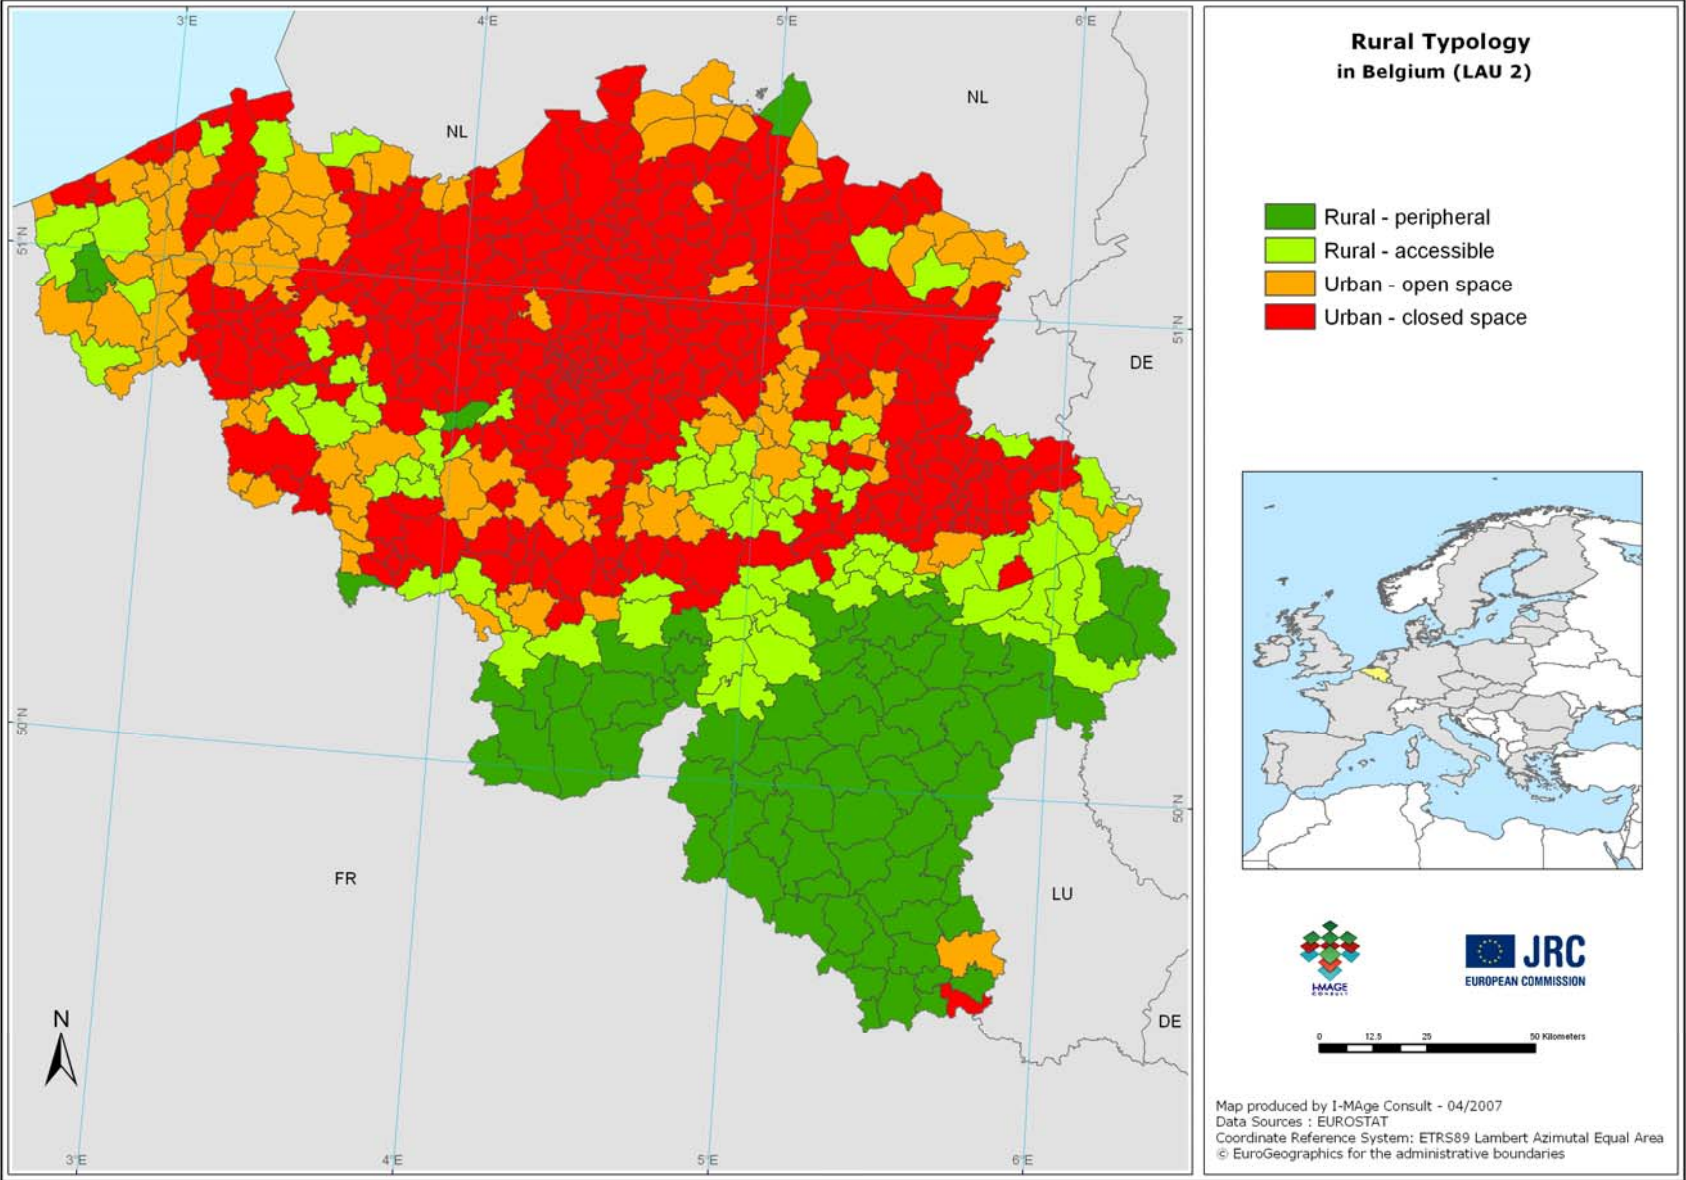 3°E
4°E
5°E
6°E
NL
NL
51°N
51°N
DE
50°N
50°N
FR
LU
DE
N
3°E
4°E
5°E
6°E
Rural Typology
in Belgium (LAU 2)
Rural - peripheral
Rural - accessible
Urban - open space
Urban - closed space
I-MAGE
CONSULT
JRC
EUROPEAN COMMISSION
0 12.5 25 50 Kilometers
Map produced by I-MAge Consult - 04/2007
Data Sources : EUROSTAT
Coordinate Reference System: ETRS89 Lambert Azimutal Equal Area
© EuroGeographics for the administrative boundaries